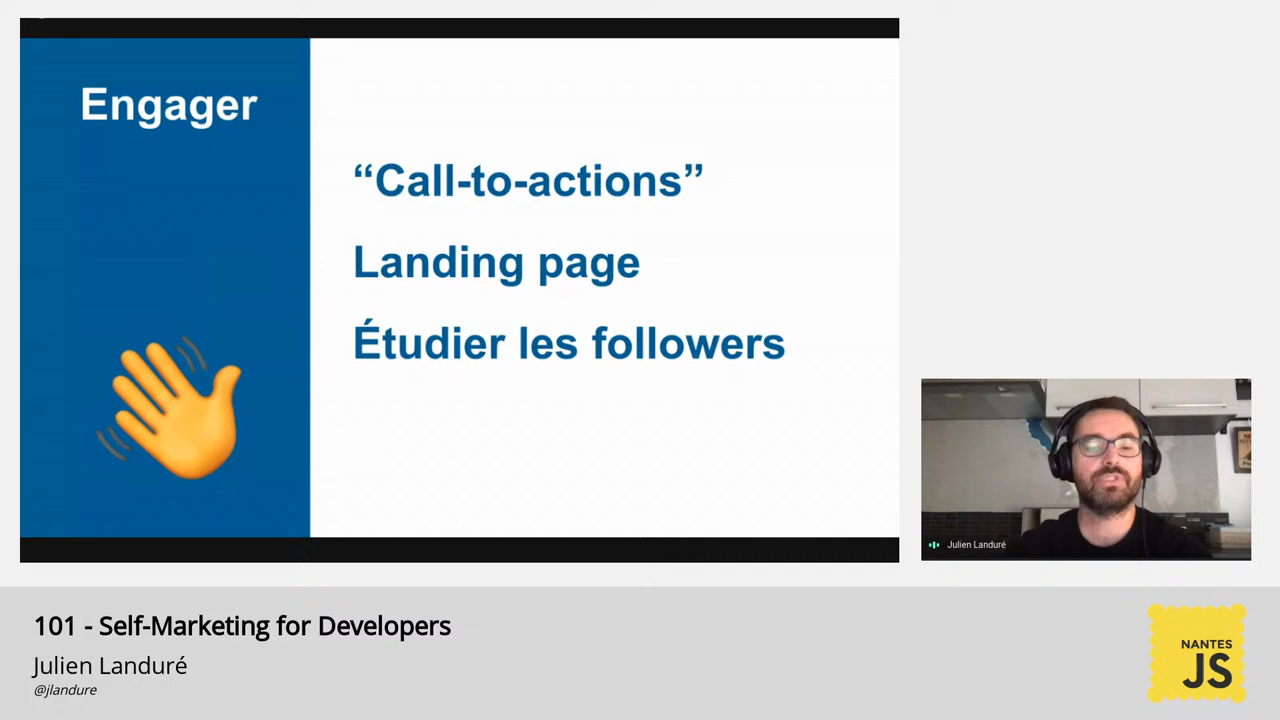 Engager
“Call-to-actions”
Landing page
Étudier les followers
Julien Landuré
101 - Self-Marketing for Developers
Julien Landuré
@jlandure
NANTES
JS